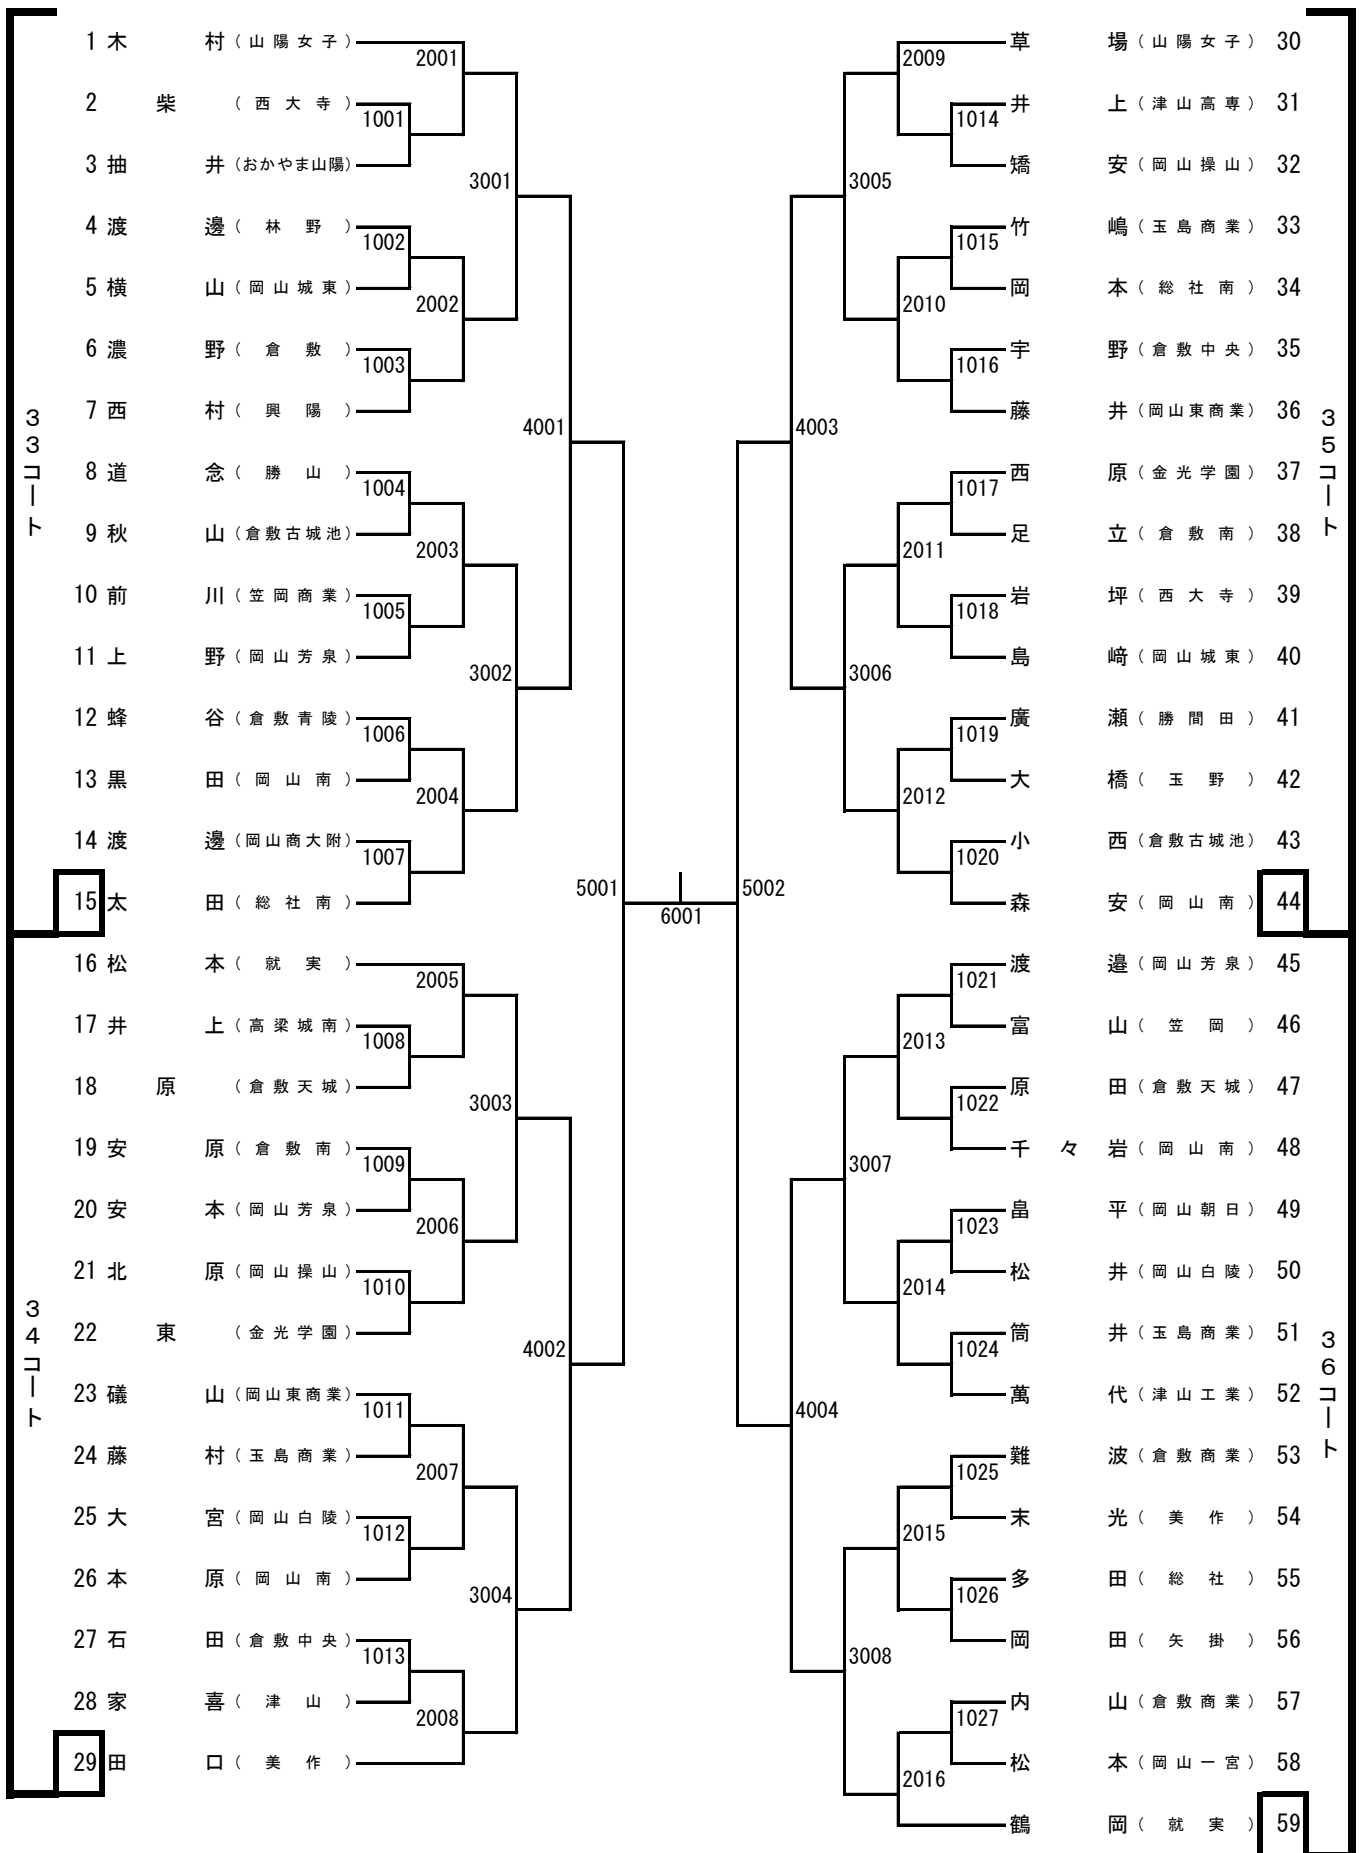 33コート
1 木村 (山陽女子)
2 柴 (西大寺)
3 抽井 (おかやま山陽)
4 渡邊 (林野)
5 横山 (岡山城東)
6 濃野 (倉敷)
7 西村 (興陽)
8 道念 (勝山)
9 秋山 (倉敷古城池)
10 前川 (笠岡商業)
11 上野 (岡山芳泉)
12 蜂谷 (倉敷青陵)
13 黒田 (岡山南)
14 渡邊 (岡山商大附)
15 太田 (総社南)
34コート
16 松本 (就実)
17 井上 (高梁城南)
18 原 (倉敷天城)
19 安原 (倉敷南)
20 安本 (岡山芳泉)
21 北原 (岡山操山)
22 東 (金光学園)
23 礒山 (岡山東商業)
24 藤村 (玉島商業)
25 大宮 (岡山白陵)
26 本原 (岡山南)
27 石田 (倉敷中央)
28 家喜 (津山)
29 田口 (美作)
1001
1002
1003
1004
1005
1006
1007
1008
1009
1010
1011
1012
1013
2001
2002
2003
2004
2005
2006
2007
2008
3001
3002
3003
3004
4001
4002
5001
6001
5002
4003
4004
3005
3006
3007
3008
2009
2010
2011
2012
2013
2014
2015
2016
1014
1015
1016
1017
1018
1019
1020
1021
1022
1023
1024
1025
1026
1027
35コート
草場 (山陽女子) 30
井上 (津山高専) 31
矯安 (岡山操山) 32
竹嶋 (玉島商業) 33
岡本 (総社南) 34
宇野 (倉敷中央) 35
藤井 (岡山東商業) 36
西原 (金光学園) 37
足立 (倉敷南) 38
岩坪 (西大寺) 39
島﨑 (岡山城東) 40
廣瀬 (勝間田) 41
大橋 (玉野) 42
小西 (倉敷古城池) 43
森安 (岡山南) 44
36コート
渡邉 (岡山芳泉) 45
富山 (笠岡) 46
原田 (倉敷天城) 47
千々岩 (岡山南) 48
畠平 (岡山朝日) 49
松井 (岡山白陵) 50
筒井 (玉島商業) 51
萬代 (津山工業) 52
難波 (倉敷商業) 53
末光 (美作) 54
多田 (総社) 55
岡田 (矢掛) 56
内山 (倉敷商業) 57
松本 (岡山一宮) 58
鶴岡 (就実) 59